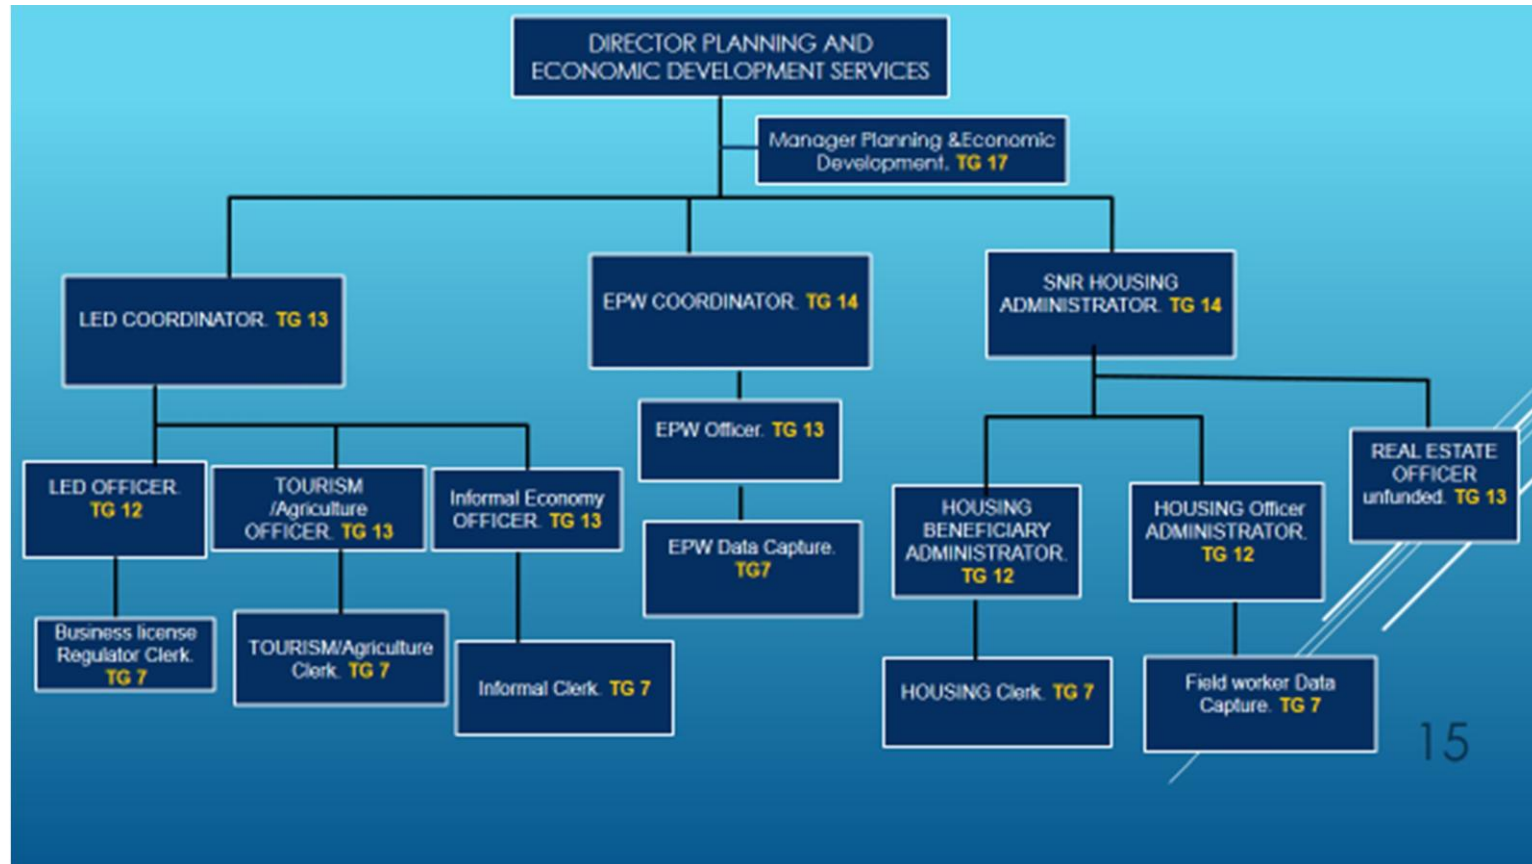 DIRECTOR PLANNING AND
ECONOMIC DEVELOPMENT SERVICES
Manager Planning &Economic
Development. TG 17
LED COORDINATOR. TG 13
EPW COORDINATOR. TG 14
SNR HOUSING
ADMINISTRATOR. TG 14
LED OFFICER.
TG 12
TOURISM
/Agriculture
OFFICER. TG 13
Informal Economy
OFFICER. TG 13
EPW Officer. TG 13
EPW Data Capture.
TG7
HOUSING
BENEFICIARY
ADMINISTRATOR.
TG 12
HOUSING Officer
ADMINISTRATOR.
TG 12
REAL ESTATE
OFFICER
unfunded. TG 13
Business license
Regulator Clerk.
TG 7
TOURISM/Agriculture
Clerk. TG 7
Informal Clerk. TG 7
HOUSING Clerk. TG 7
Field worker Data
Capture. TG 7
15